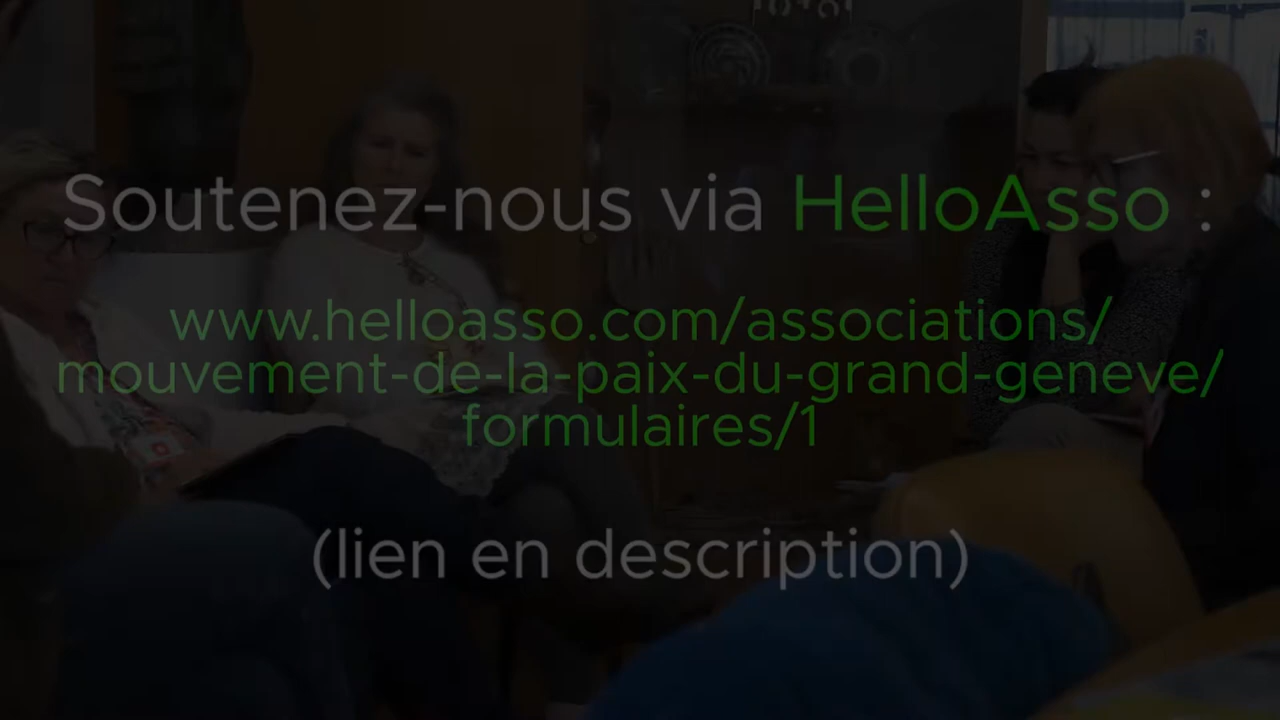 Soutenez-nous via HelloAsso :
www.helloasso.com/associations/
mouvement-de-la-paix-du-grand-geneve/
formulaires/1
(lien en description)